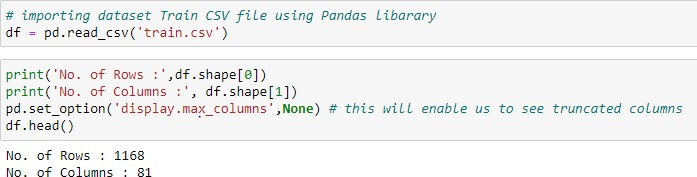 # importing dataset Train CSV file using Pandas libarary
df = pd.read_csv('train.csv')
print('No. of Rows :',df.shape[0])
print('No. of Columns :', df.shape[1])
pd.set_option('display.max_columns',None) # this will enable us to see truncated columns
df.head()
No. of Rows : 1168
No. of Columns : 81